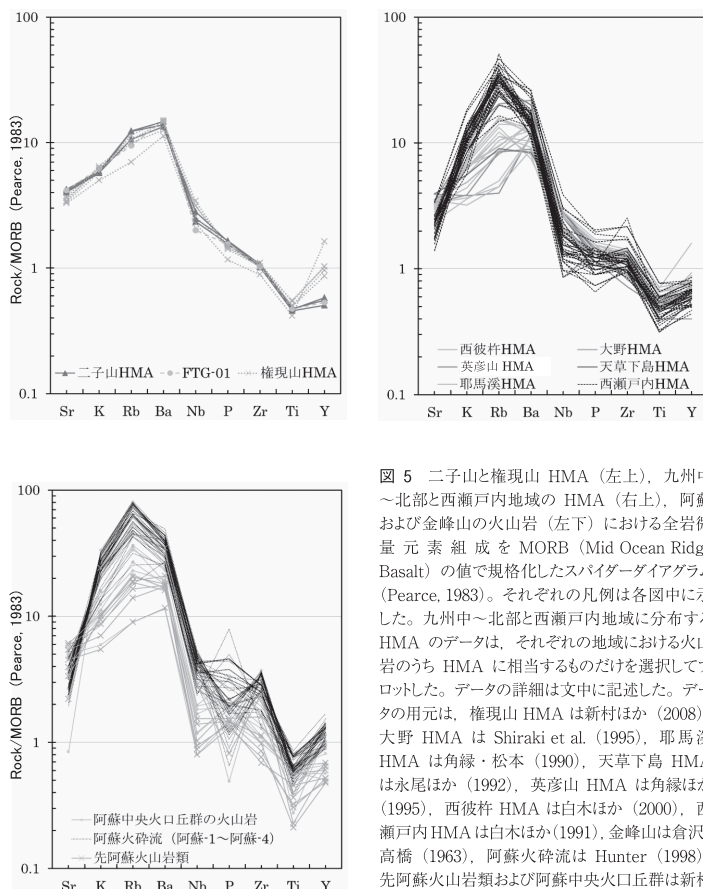 100
10
1
0.1
Rock/MORB (Pearce, 1983)
二子山HMA
FTG-01
権現山HMA
Sr K Rb Ba Nb P Zr Ti Y
100
10
1
0.1
西彼杵HMA
大野HMA
英彦山 HMA
天草下島HMA
耶馬溪HMA
西瀬戸内HMA
Sr K Rb Ba Nb P Zr Ti Y
100
10
1
0.1
Rock/MORB (Pearce, 1983)
阿蘇中央火口丘群の火山岩
阿蘇火砕流（阿蘇-1～阿蘇-4）
先阿蘇火山岩類
Sr K Rb Ba Nb P Zr Ti Y
図 5 二子山と権現山 HMA（左上），九州中
～北部と西瀬戸内地域の HMA（右上），阿蘇
および金峰山の火山岩（左下）における全岩微
量元素組成を MORB（Mid Ocean Ridg
Basalt）の値で規格化したスパイダーダイアグラム
（Pearce, 1983）。それぞれの凡例は各図中に示
した。九州中～北部と西瀬戸内地域に分布する
HMA のデータは，それぞれの地域における火山
岩のうち HMA に相当するものだけを選択してプ
ロットした。データの詳細は文中に記述した。デー
タの用元は，権現山 HMA は新村ほか（2008）
大野 HMA は Shiraki et al.（1995），耶馬溪
HMA は角縁・松本（1990），天草下島 HMA
は永尾ほか（1992），英彦山 HMA は角縁ほか
（1995），西彼杵 HMA は白木ほか（2000），西
瀬戸内HMAは白木ほか(1991)，金峰山は倉沢
高橋（1963），阿蘇火砕流は Hunter（1998）
先阿蘇火山岩類および阿蘇中央火口丘群は新村